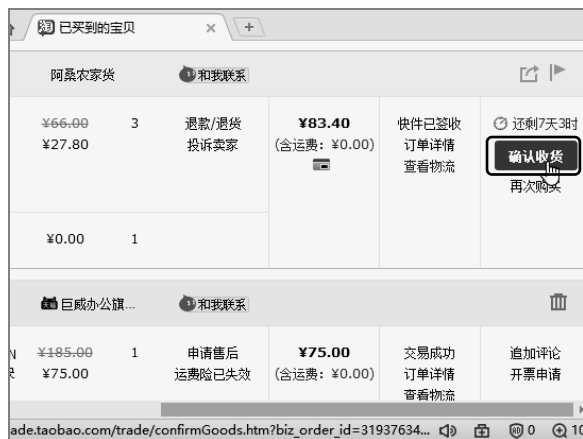 已买到的宝贝 × +
阿桑农家货 和我联系
¥66.00 3 退款/退货 ¥83.40 快件已签收 还剩7天3时
¥27.80 投诉卖家 (含运费: ¥0.00) 订单详情 确认收货
查看物流
再次购买
¥0.00 1
巨威办公旗... 和我联系
¥185.00 1 申请售后 ¥75.00 交易成功 追加评论
¥75.00 运费险已失效 (含运费: ¥0.00) 订单详情 开票申请
查看物流
ade.taobao.com/trade/confirmGoods.htm?biz_order_id=31937634... 0